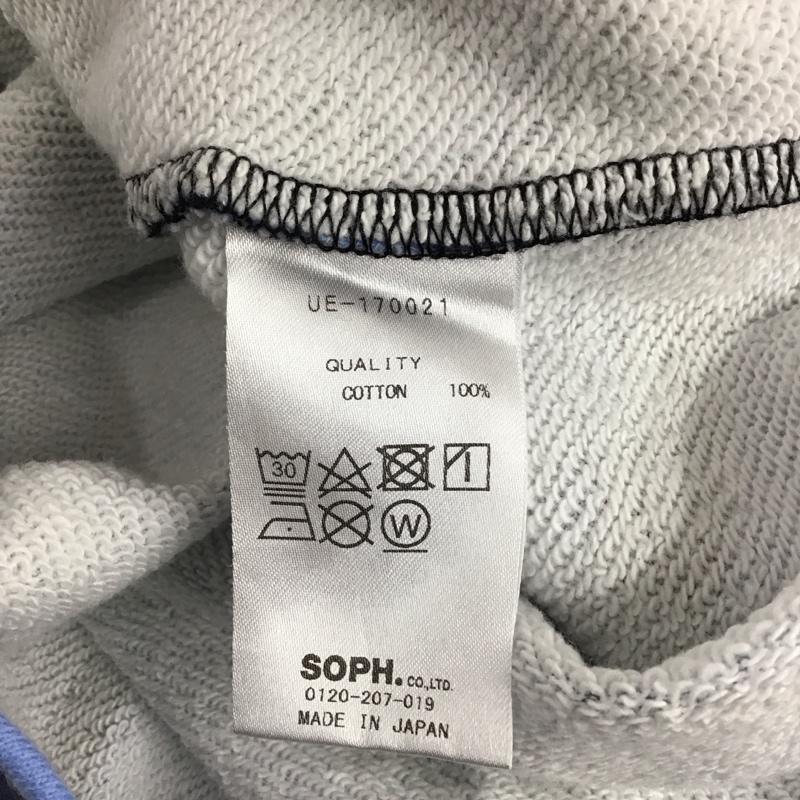 UE-170021
QUALITY
COTTON 100%
30
W
SOPH. CO.,LTD.
0120-207-019
MADE IN JAPAN